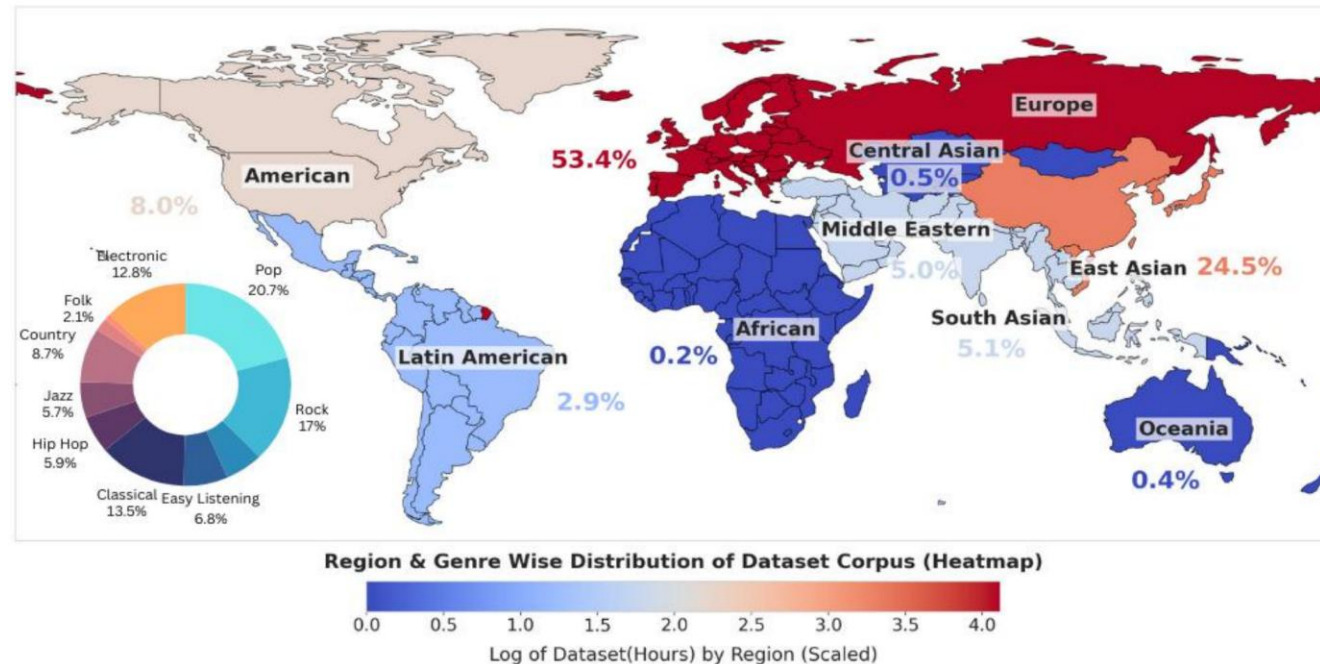 Europe
Central Asian
0.5%
53.4%
American
8.0%
Middle Eastern
5.0%
East Asian 24.5%
South Asian
5.1%
African
0.2%
Latin American
2.9%
Oceania
0.4%
Electronic
12.8%
Pop
20.7%
Folk
2.1%
Country
8.7%
Jazz
5.7%
Rock
17%
Hip Hop
5.9%
Classical
13.5%
Easy Listening
6.8%
Region & Genre Wise Distribution of Dataset Corpus (Heatmap)
0.0 0.5 1.0 1.5 2.0 2.5 3.0 3.5 4.0
Log of Dataset(Hours) by Region (Scaled)